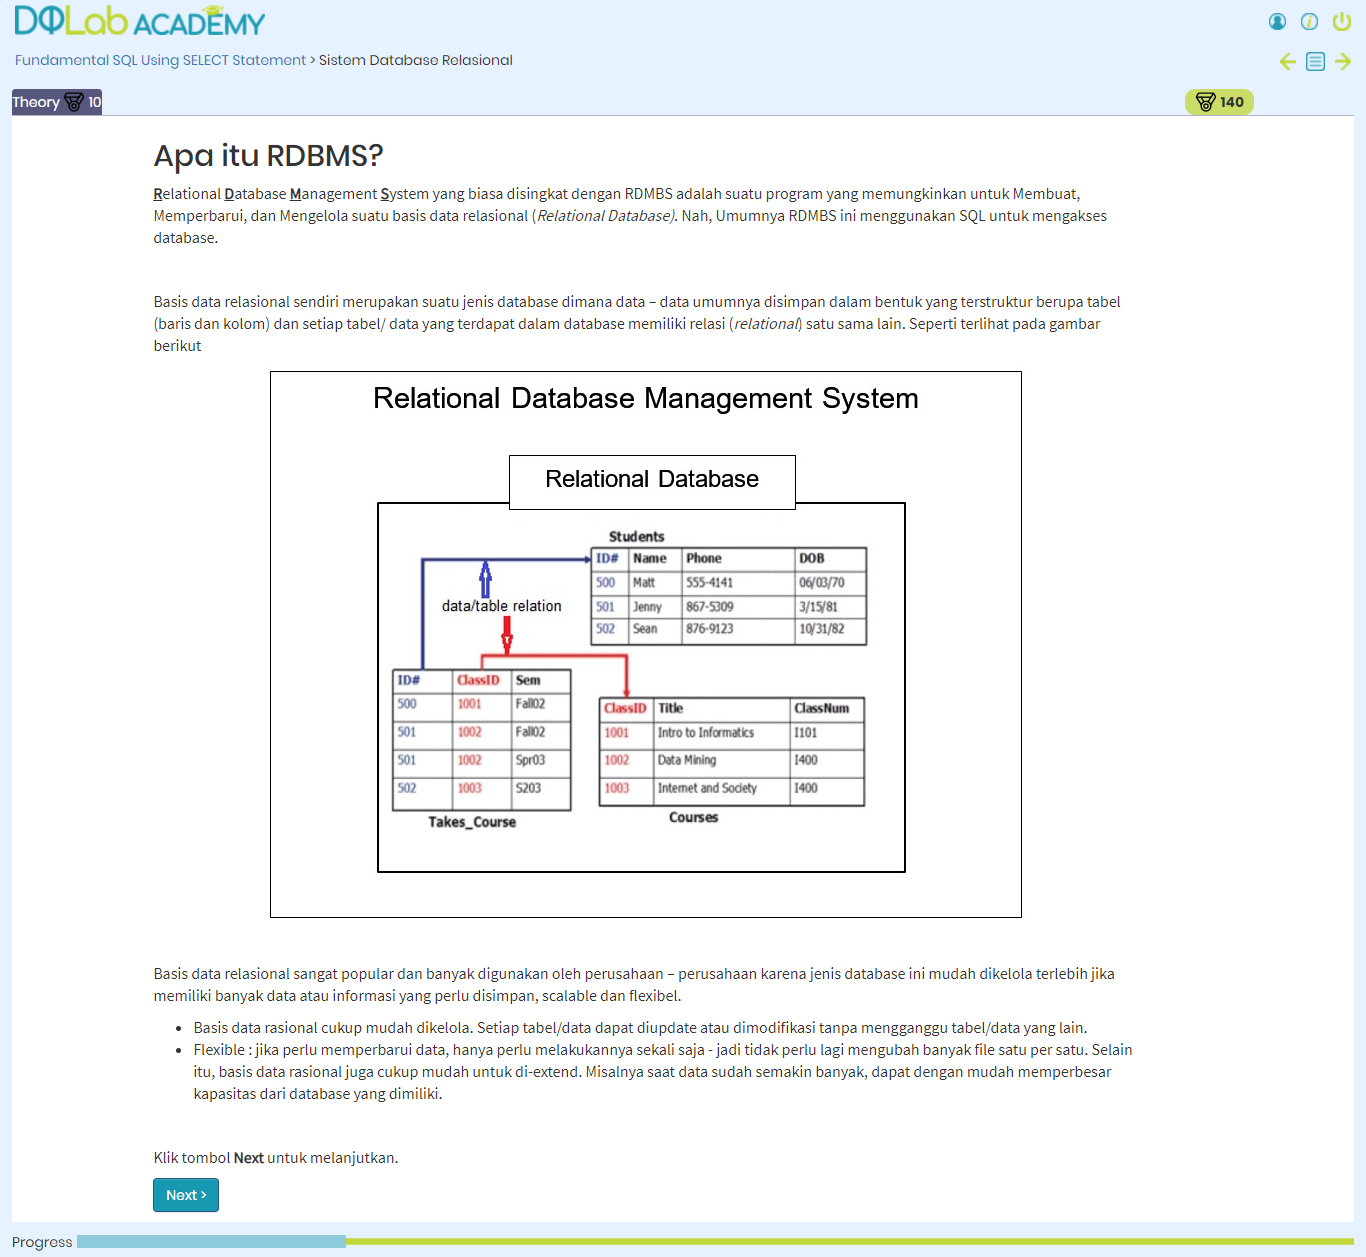 DQLab ACADEMY
Fundamental SQL Using SELECT Statement > Sistem Database Relasional
Theory 10
140
Apa itu RDBMS?
Relational Database Management System yang biasa disingkat dengan RDMBS adalah suatu program yang memungkinkan untuk Membuat,
Memperbarui, dan Mengelola suatu basis data relasional (Relational Database). Nah, Umumnya RDMBS ini menggunakan SQL untuk mengakses
database.
Basis data relasional sendiri merupakan suatu jenis database dimana data – data umumnya disimpan dalam bentuk yang terstruktur berupa tabel
(baris dan kolom) dan setiap tabel/ data yang terdapat dalam database memiliki relasi (relational) satu sama lain. Seperti terlihat pada gambar
berikut
Relational Database Management System
Relational Database
Students
ID# Name Phone DOB
500 Matt 555-4141 06/03/70
501 Jenny 867-5309 3/15/81
502 Sean 876-9123 10/31/82
data/table relation
ID# ClassID Sem
500 1001 Fall02
501 1002 Fall02
501 1002 Spr03
502 1003 S203
Takes_Course
ClassID Title ClassNum
1001 Intro to Informatics I101
1002 Data Mining I400
1003 Internet and Society I400
Courses
Basis data relasional sangat popular dan banyak digunakan oleh perusahaan – perusahaan karena jenis database ini mudah dikelola terlebih jika
memiliki banyak data atau informasi yang perlu disimpan, scalable dan flexibel.
• Basis data rasional cukup mudah dikelola. Setiap tabel/data dapat diupdate atau dimodifikasi tanpa mengganggu tabel/data yang lain.
• Flexible : jika perlu memperbarui data, hanya perlu melakukannya sekali saja - jadi tidak perlu lagi mengubah banyak file satu per satu. Selain
itu, basis data rasional juga cukup mudah untuk di-extend. Misalnya saat data sudah semakin banyak, dapat dengan mudah memperbesar
kapasitas dari database yang dimiliki.
Klik tombol Next untuk melanjutkan.
Next >
Progress